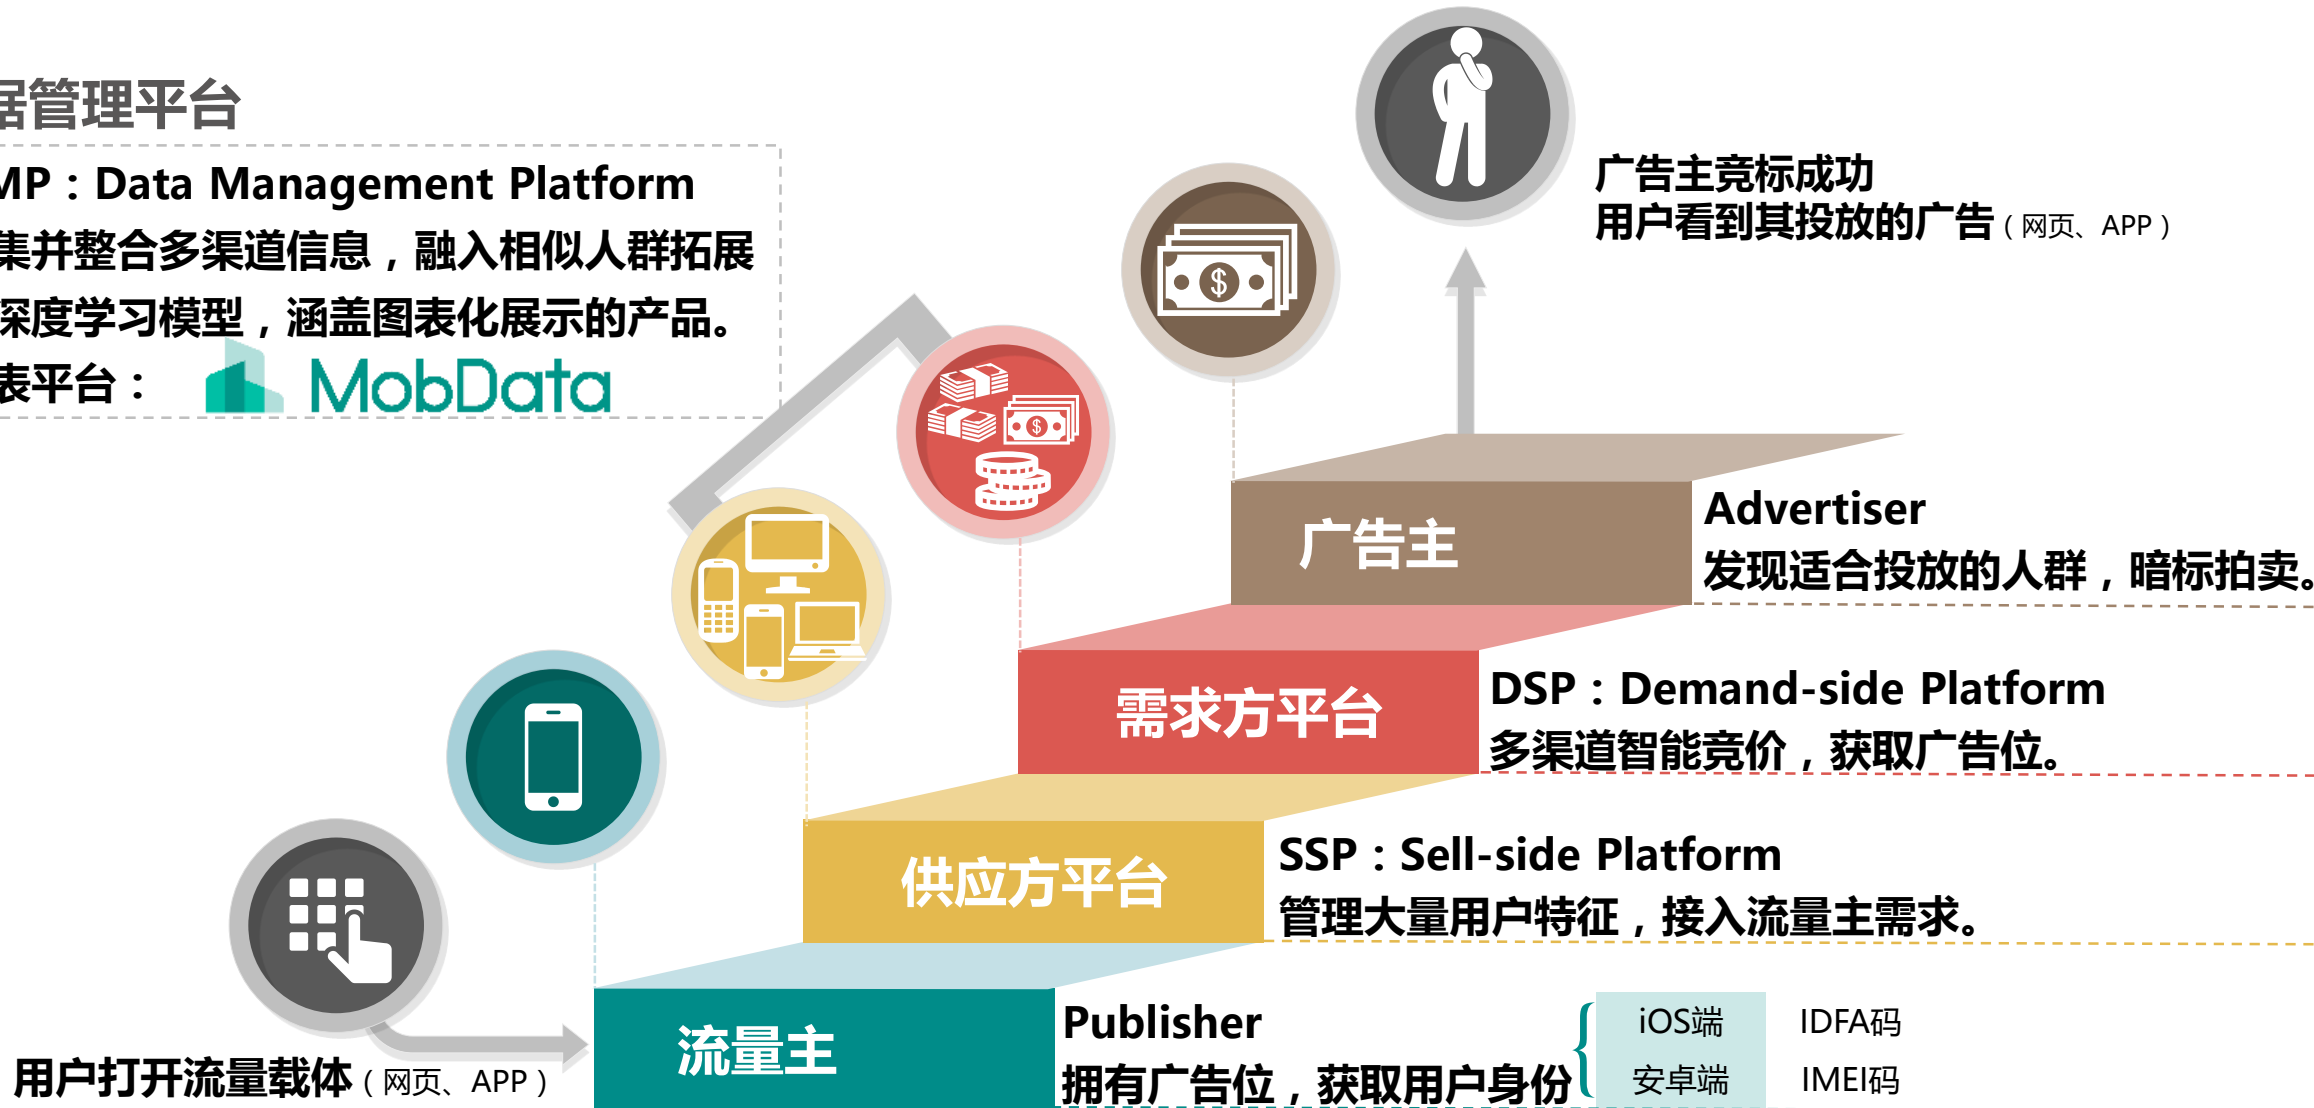 据管理平台
MP：Data Management Platform
集并整合多渠道信息，融入相似人群拓展
深度学习模型，涵盖图表化展示的产品。
表平台：
MobData
广告主竞标成功
用户看到其投放的广告（网页、APP）
广告主
Advertiser
发现适合投放的人群，暗标拍卖。
需求方平台
DSP：Demand-side Platform
多渠道智能竞价，获取广告位。
供应方平台
SSP：Sell-side Platform
管理大量用户特征，接入流量主需求。
流量主
Publisher
拥有广告位，获取用户身份
iOS端 IDFA码
安卓端 IMEI码
用户打开流量载体（网页、APP）